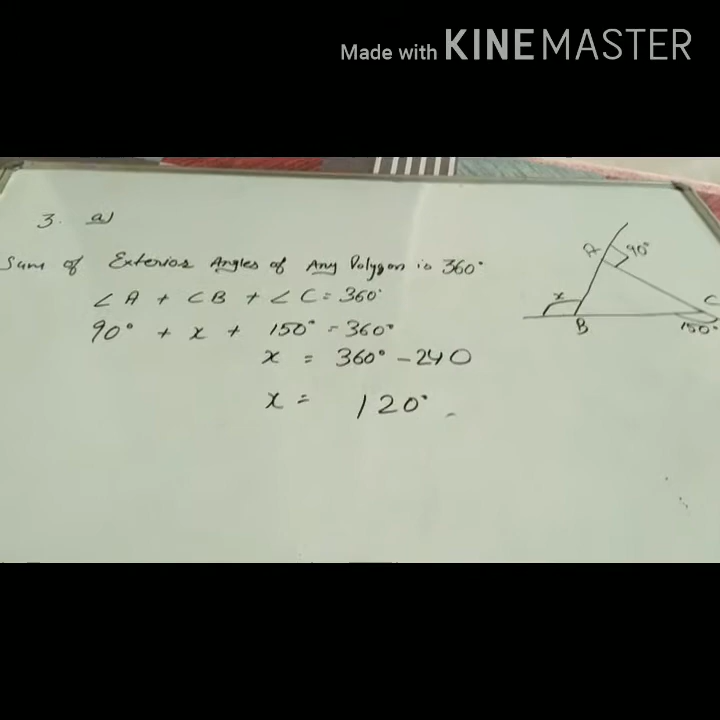 Made with KINEMASTER
3. a)
Sum of Exterior Angles of Any Polygon is 360°
∠A + ∠B + ∠C = 360°
90° + x + 150° = 360°
x = 360° - 240
x = 120°
A 90°
x
B
C
150°